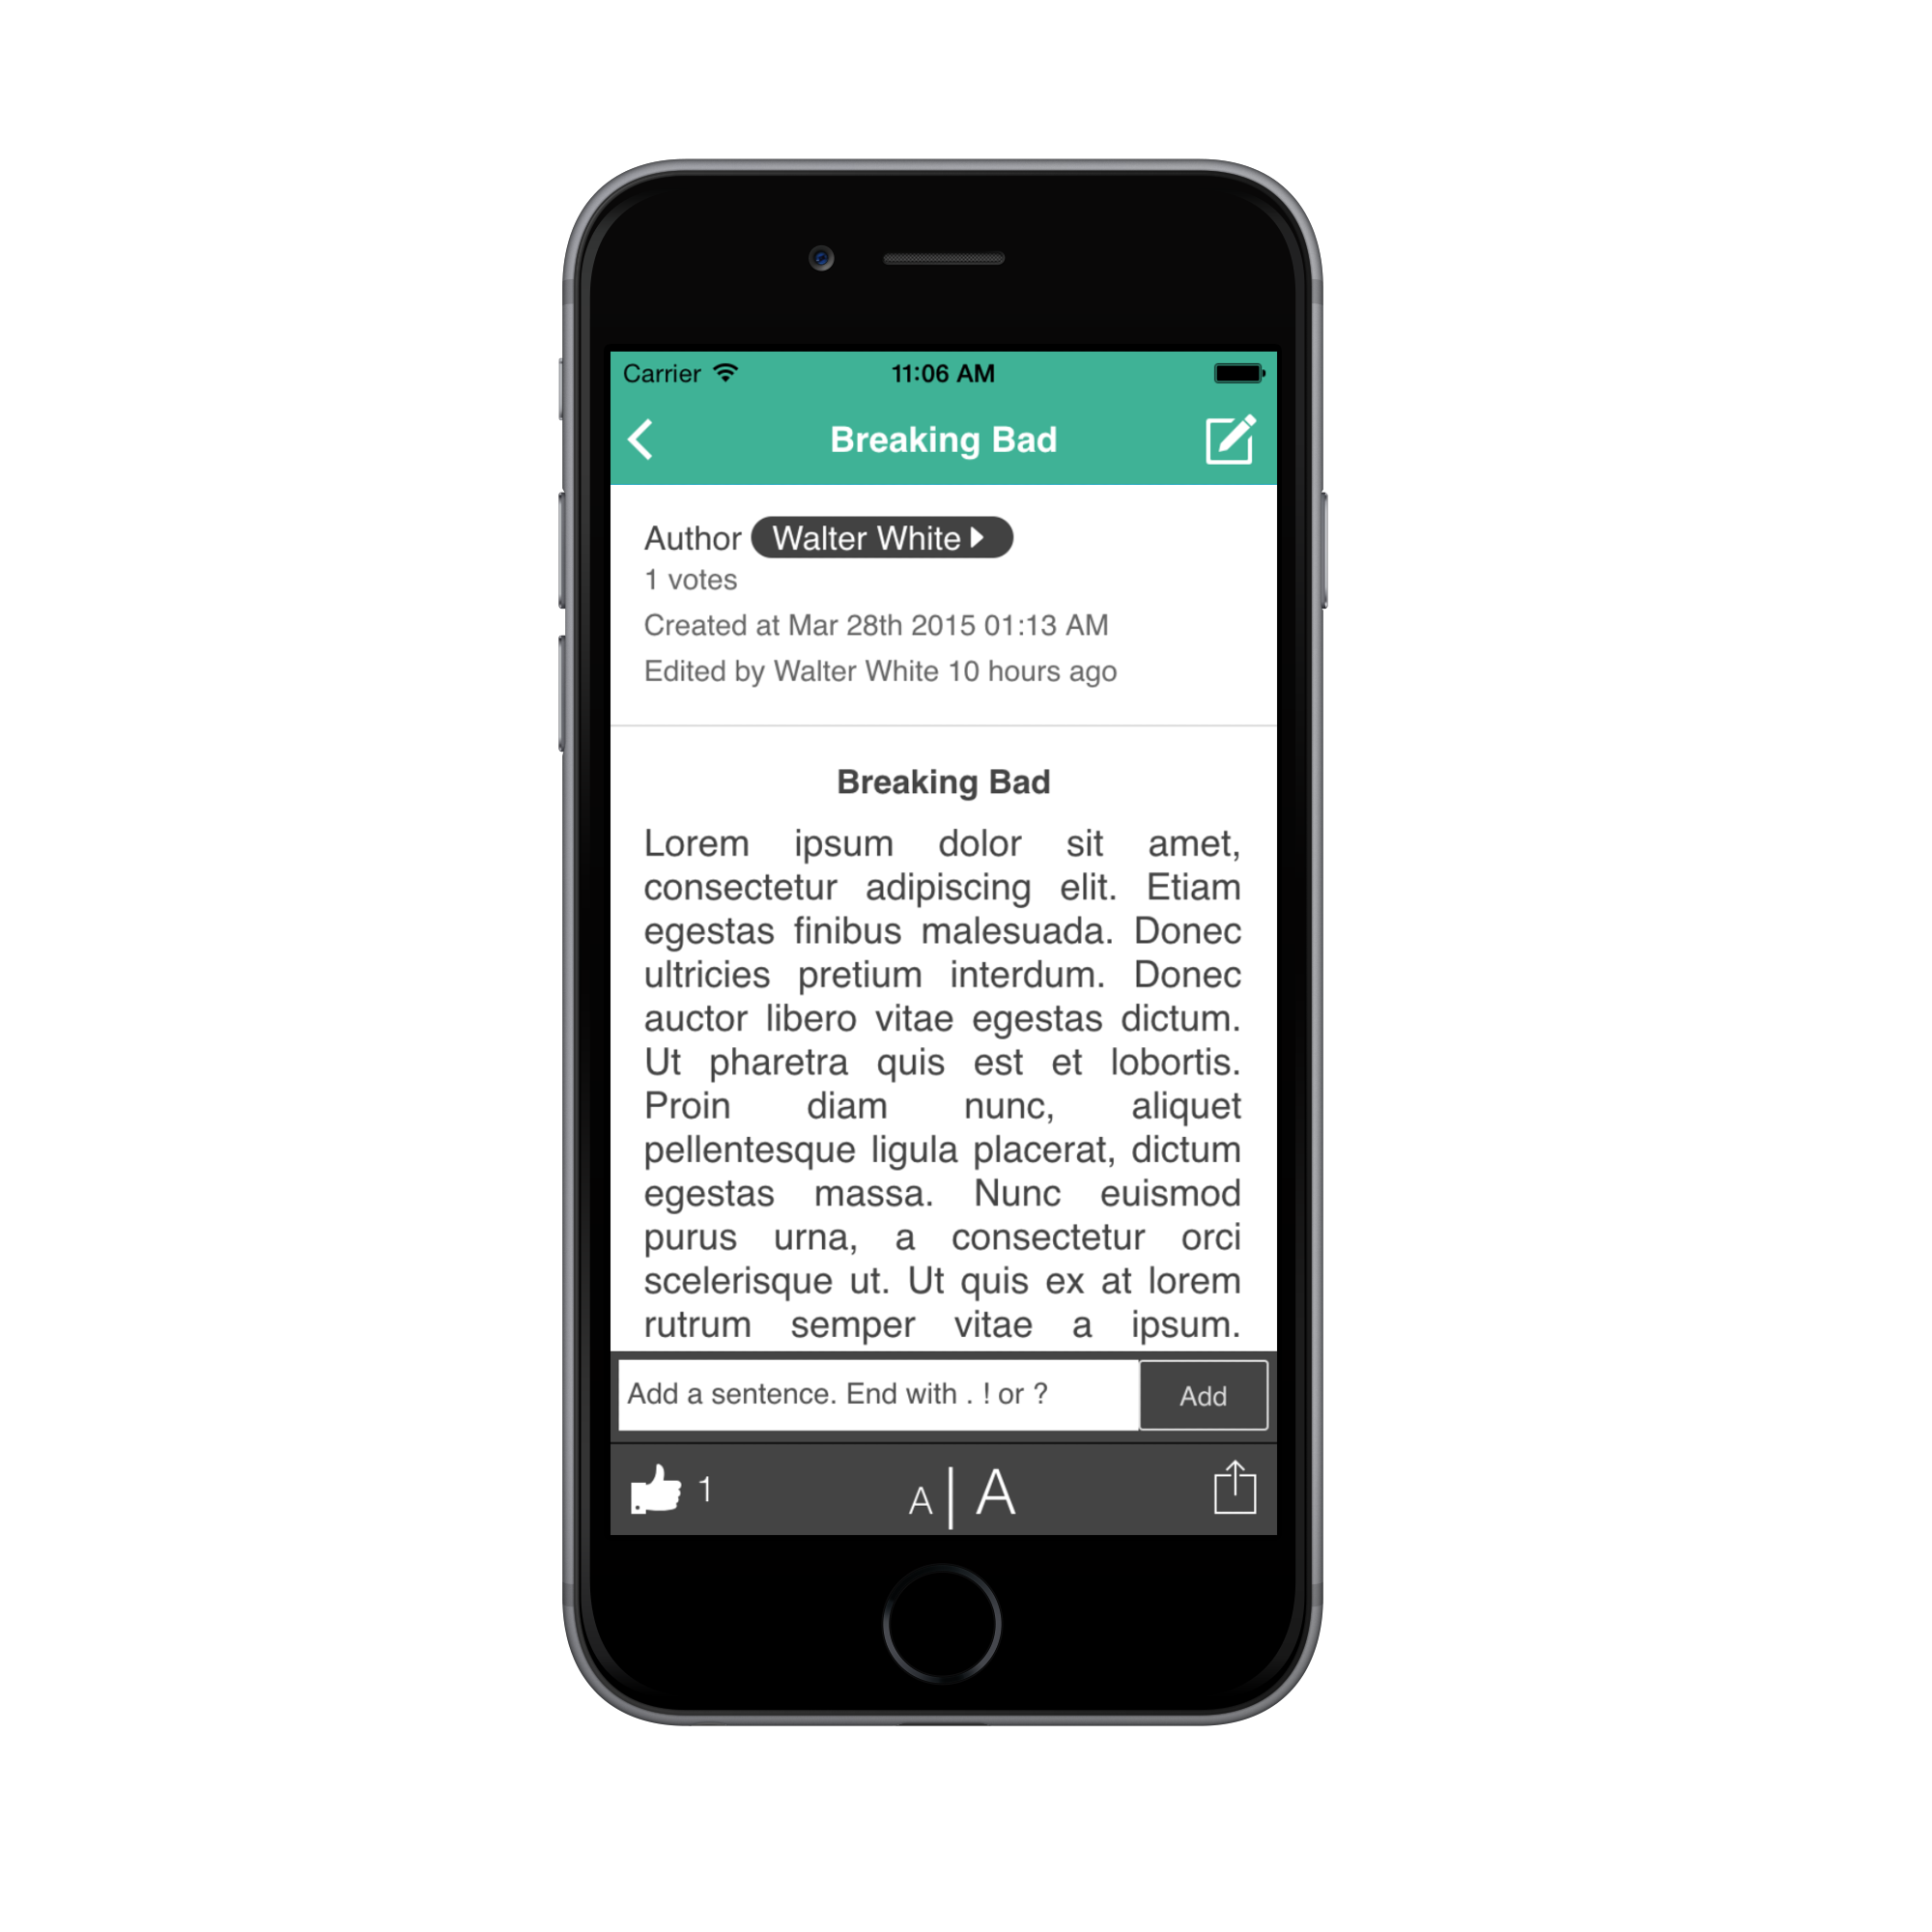 Carrier 11:06 AM
Breaking Bad
Author Walter White
1 votes
Created at Mar 28th 2015 01:13 AM
Edited by Walter White 10 hours ago
Breaking Bad
Lorem ipsum dolor sit amet,
consectetur adipiscing elit. Etiam
egestas finibus malesuada. Donec
ultricies pretium interdum. Donec
auctor libero vitae egestas dictum.
Ut pharetra quis est et lobortis.
Proin diam nunc, aliquet
pellentesque ligula placerat, dictum
egestas massa. Nunc euismod
purus urna, a consectetur orci
scelerisque ut. Ut quis ex at lorem
rutrum semper vitae a ipsum.
Add a sentence. End with . ! or ? Add
1 A | A